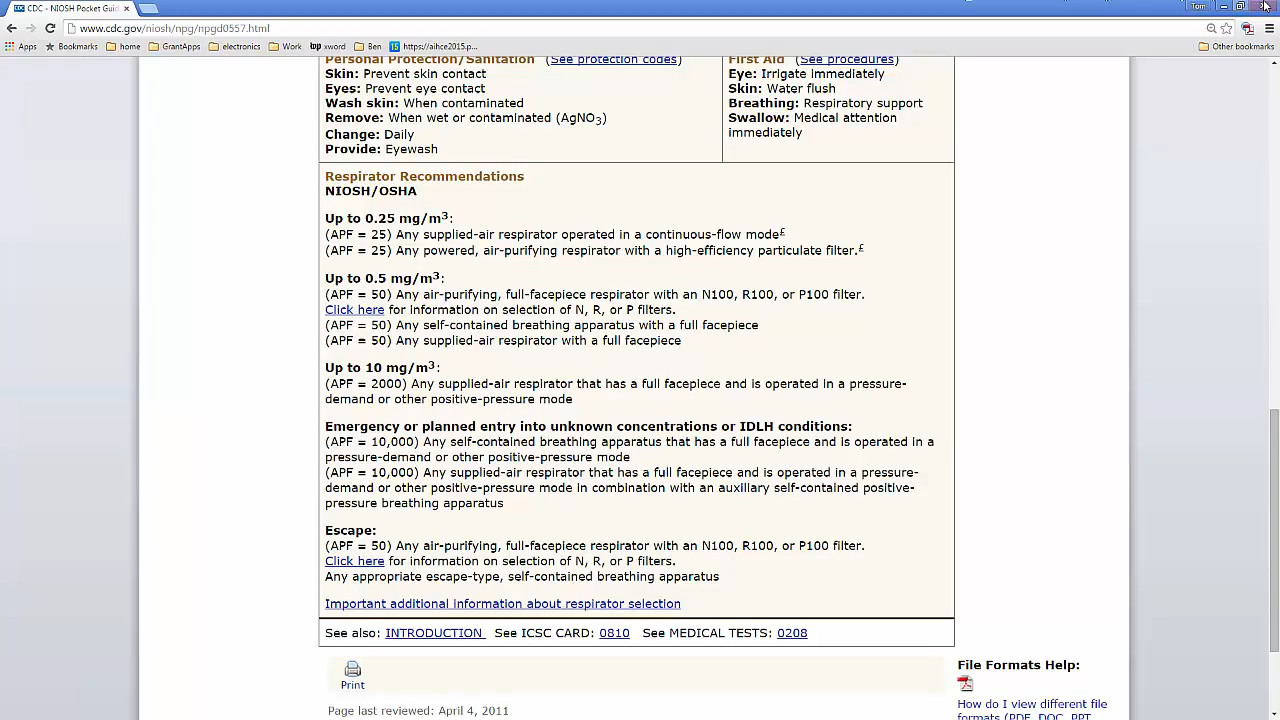 CDC - NIOSH Pocket Guid
Tom
www.cdc.gov/niosh/npg/npgd0557.html
Apps Bookmarks home GrantApps electronics Work xword Ben https://aihce2015.p... Other bookmarks
Personal Protection/Sanitation (See protection codes)
Skin: Prevent skin contact
Eyes: Prevent eye contact
Wash skin: When contaminated
Remove: When wet or contaminated (AgNO3)
Change: Daily
Provide: Eyewash
First Aid (See procedures)
Eye: Irrigate immediately
Skin: Water flush
Breathing: Respiratory support
Swallow: Medical attention
immediately
Respirator Recommendations
NIOSH/OSHA
Up to 0.25 mg/m3:
(APF = 25) Any supplied-air respirator operated in a continuous-flow mode£
(APF = 25) Any powered, air-purifying respirator with a high-efficiency particulate filter.£
Up to 0.5 mg/m3:
(APF = 50) Any air-purifying, full-facepiece respirator with an N100, R100, or P100 filter.
Click here for information on selection of N, R, or P filters.
(APF = 50) Any self-contained breathing apparatus with a full facepiece
(APF = 50) Any supplied-air respirator with a full facepiece
Up to 10 mg/m3:
(APF = 2000) Any supplied-air respirator that has a full facepiece and is operated in a pressure-
demand or other positive-pressure mode
Emergency or planned entry into unknown concentrations or IDLH conditions:
(APF = 10,000) Any self-contained breathing apparatus that has a full facepiece and is operated in a
pressure-demand or other positive-pressure mode
(APF = 10,000) Any supplied-air respirator that has a full facepiece and is operated in a pressure-
demand or other positive-pressure mode in combination with an auxiliary self-contained positive-
pressure breathing apparatus
Escape:
(APF = 50) Any air-purifying, full-facepiece respirator with an N100, R100, or P100 filter.
Click here for information on selection of N, R, or P filters.
Any appropriate escape-type, self-contained breathing apparatus
Important additional information about respirator selection
See also: INTRODUCTION See ICSC CARD: 0810 See MEDICAL TESTS: 0208
Print
Page last reviewed: April 4, 2011
File Formats Help:
How do I view different file
formats (PDF, DOC, PPT,